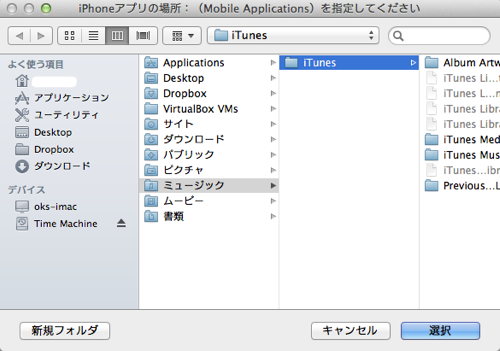 iPhoneアプリの場所：（Mobile Applications）を指定してください
iTunes
よく使う項目
アプリケーション
ユーティリティ
Desktop
Dropbox
ダウンロード
デバイス
oks-imac
Time Machine
Applications
Desktop
Dropbox
VirtualBox VMs
サイト
ダウンロード
パブリック
ピクチャ
ミュージック
ムービー
書類
iTunes
Album Artw
iTunes Li...t
iTunes L...m
iTunes Libra
iTunes Libra
iTunes Med
iTunes Mus
iTunes...ibr
Previous...L
新規フォルダ
キャンセル
選択